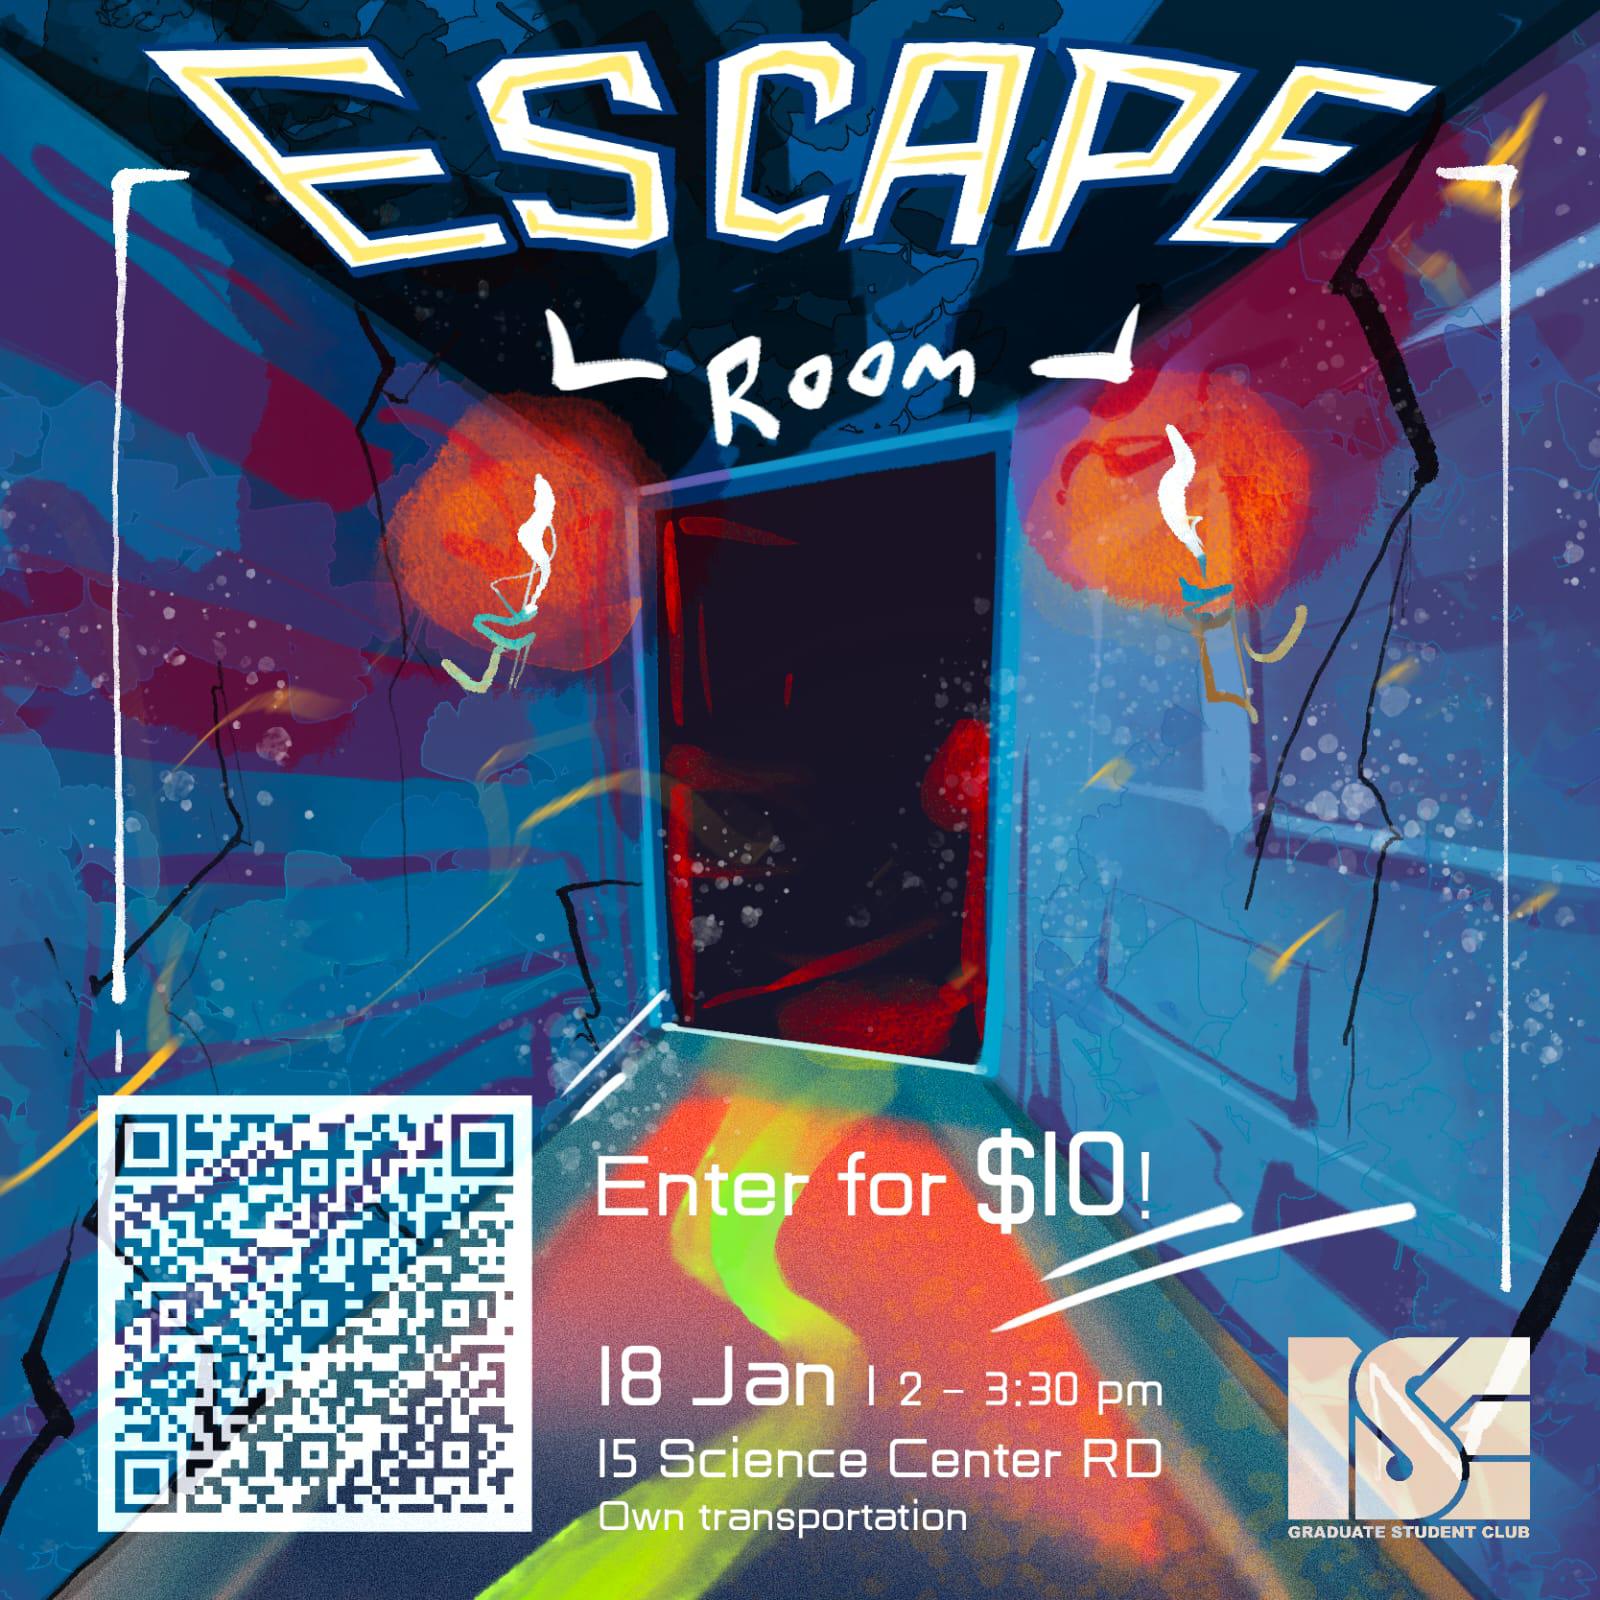 ESCAPE
ROOM
Enter for $10!
18 Jan | 2 - 3:30 pm
15 Science Center RD
Own transportation
ISE
GRADUATE STUDENT CLUB